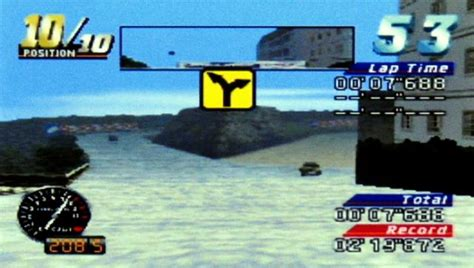 10/10
POSITION
53
Lap Time
00'07"688
--'--"---
--'--"---
Total
00'07"688
Record
02'19"872
208